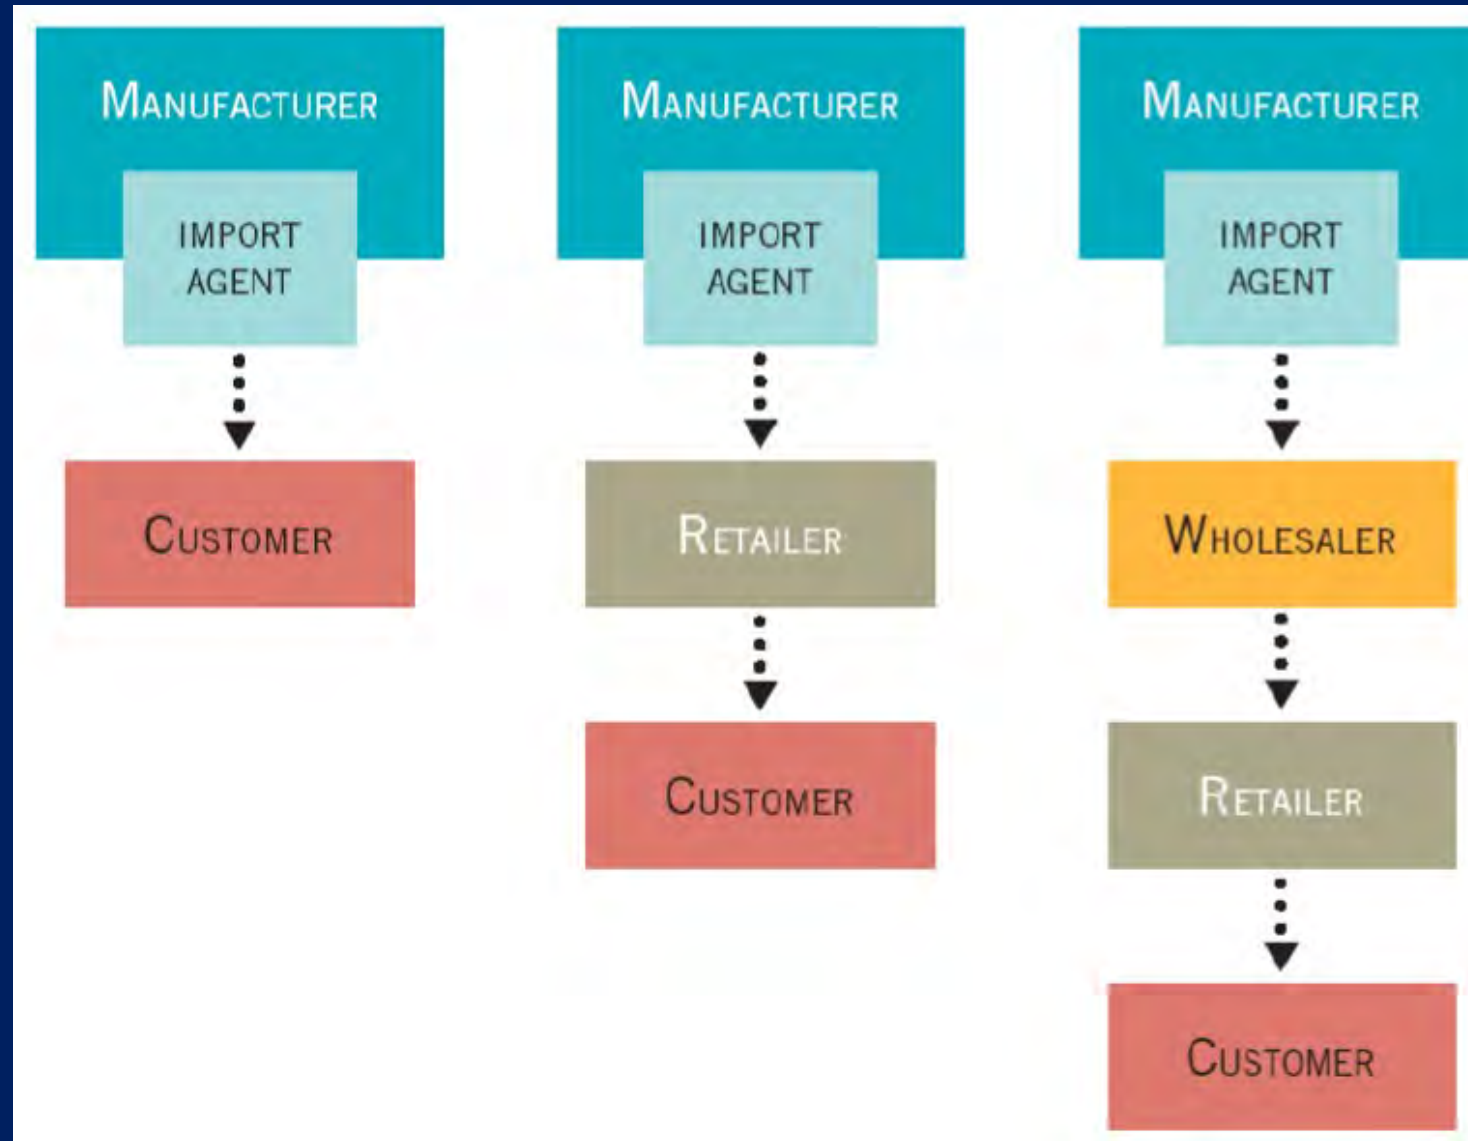 MANUFACTURER
IMPORT
AGENT
CUSTOMER
MANUFACTURER
IMPORT
AGENT
RETAILER
CUSTOMER
MANUFACTURER
IMPORT
AGENT
WHOLESALER
RETAILER
CUSTOMER